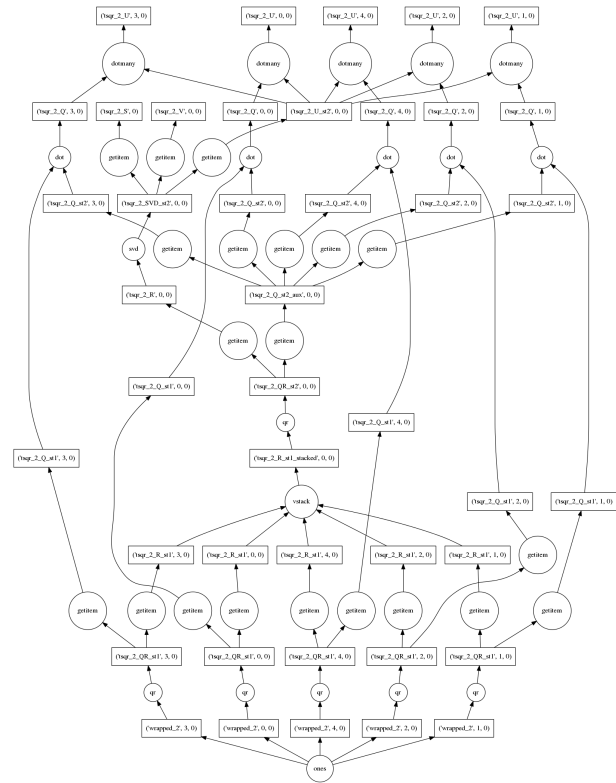 ('tsqr_2_U', 3, 0) ('tsqr_2_U', 0, 0) ('tsqr_2_U', 4, 0) ('tsqr_2_U', 2, 0) ('tsqr_2_U', 1, 0)
dotmany dotmany dotmany dotmany dotmany
('tsqr_2_Q', 3, 0) ('tsqr_2_S', 0) ('tsqr_2_V', 0, 0) ('tsqr_2_Q', 0, 0) ('tsqr_2_U_st2', 0, 0) ('tsqr_2_Q', 4, 0) ('tsqr_2_Q', 2, 0) ('tsqr_2_Q', 1, 0)
dot getitem getitem getitem dot dot dot dot
('tsqr_2_Q_st2', 3, 0) ('tsqr_2_SVD_st2', 0, 0) ('tsqr_2_Q_st2', 0, 0) ('tsqr_2_Q_st2', 4, 0) ('tsqr_2_Q_st2', 2, 0) ('tsqr_2_Q_st2', 1, 0)
svd getitem getitem getitem getitem getitem
('tsqr_2_R', 0, 0) ('tsqr_2_Q_st2_aux', 0, 0)
getitem getitem
('tsqr_2_Q_st1', 0, 0) ('tsqr_2_QR_st2', 0, 0)
qr ('tsqr_2_Q_st1', 4, 0)
('tsqr_2_Q_st1', 3, 0) ('tsqr_2_R_st1_stacked', 0, 0)
vstack ('tsqr_2_Q_st1', 2, 0) ('tsqr_2_Q_st1', 1, 0)
('tsqr_2_R_st1', 3, 0) ('tsqr_2_R_st1', 0, 0) ('tsqr_2_R_st1', 4, 0) ('tsqr_2_R_st1', 2, 0) ('tsqr_2_R_st1', 1, 0) getitem
getitem getitem getitem getitem getitem getitem getitem getitem getitem
('tsqr_2_QR_st1', 3, 0) ('tsqr_2_QR_st1', 0, 0) ('tsqr_2_QR_st1', 4, 0) ('tsqr_2_QR_st1', 2, 0) ('tsqr_2_QR_st1', 1, 0)
qr qr qr qr qr
('wrapped_2', 3, 0) ('wrapped_2', 0, 0) ('wrapped_2', 4, 0) ('wrapped_2', 2, 0) ('wrapped_2', 1, 0)
ones